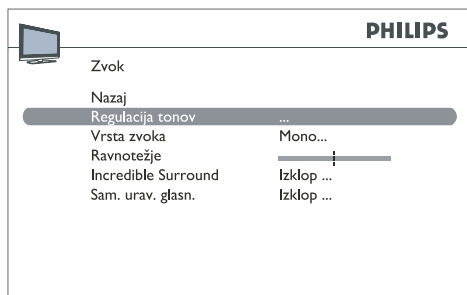 PHILIPS
Zvok
Nazaj
Regulacija tonov ...
Vrsta zvoka Mono...
Ravnotežje
Incredible Surround Izklop ...
Sam. urav. glasn. Izklop ...